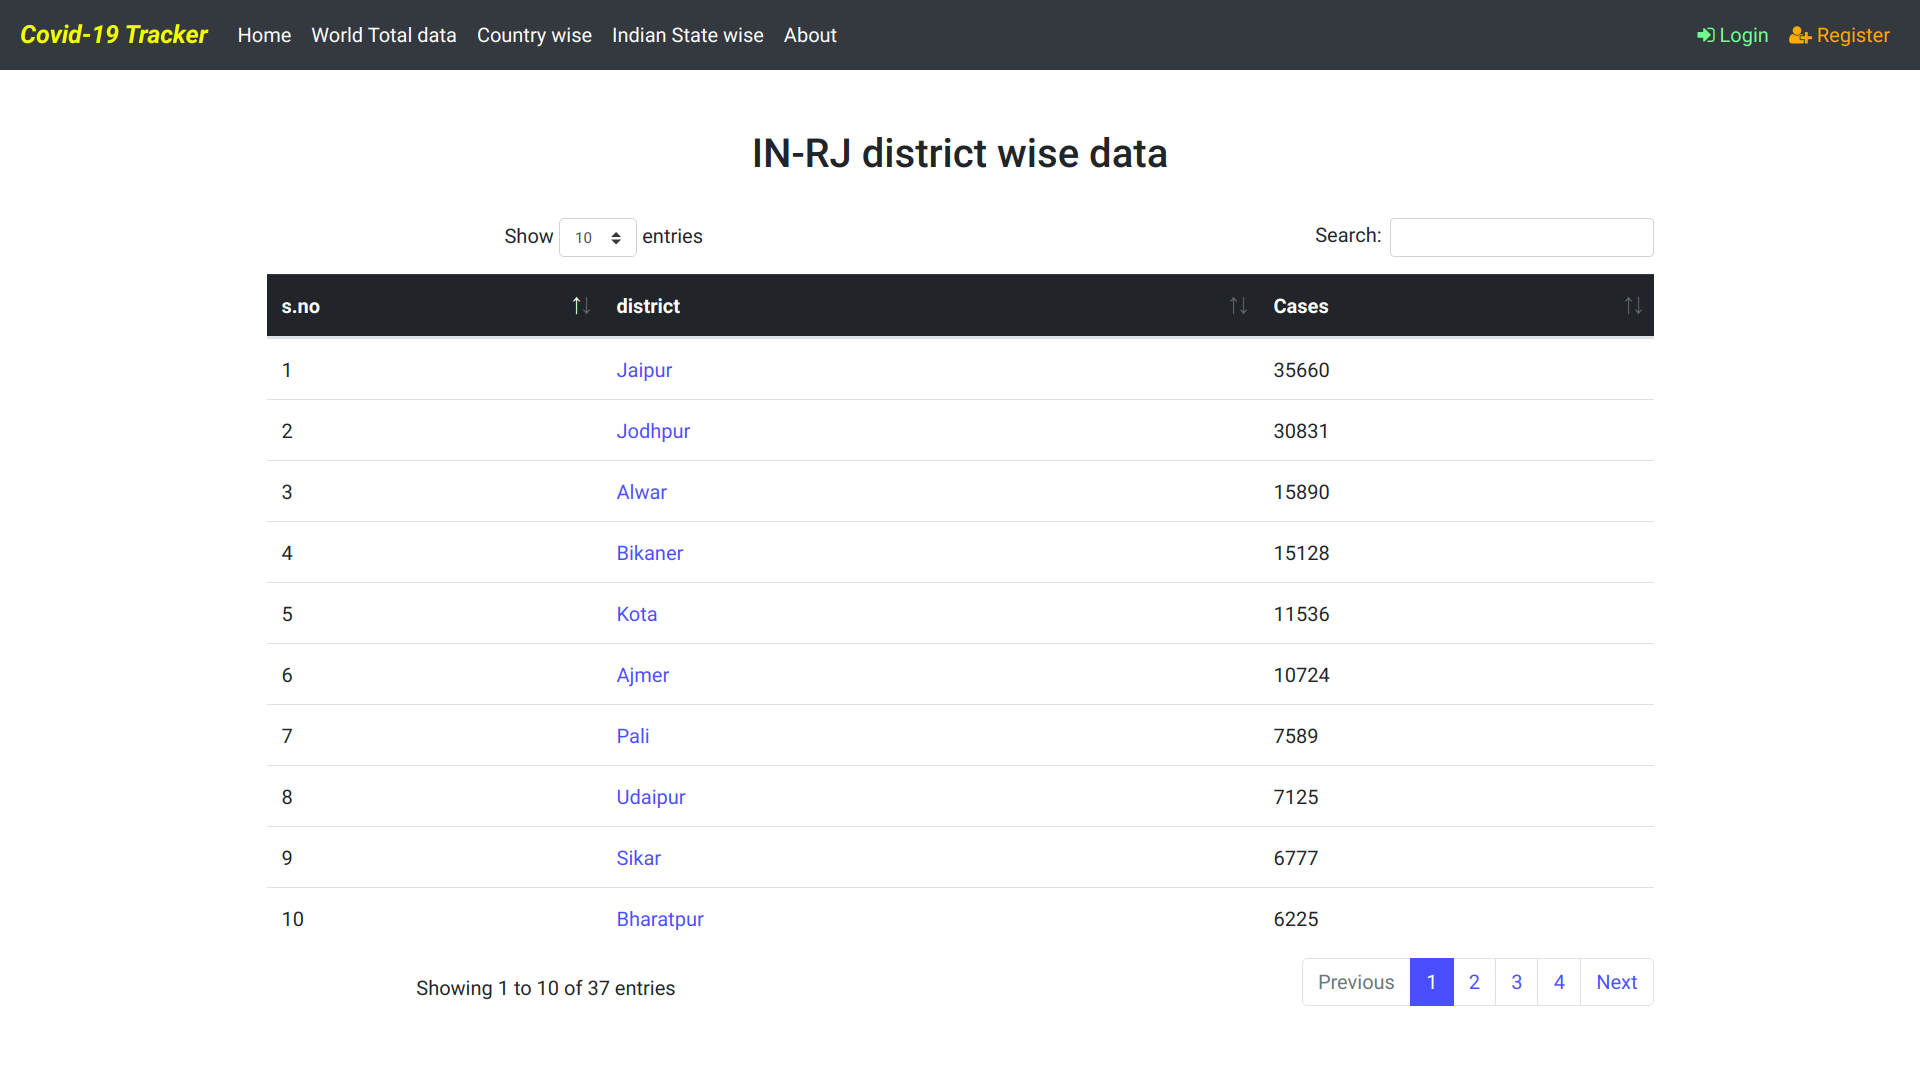 Covid-19 Tracker Home World Total data Country wise Indian State wise About Login Register
IN-RJ district wise data
Show 10 entries Search:
s.no district Cases
1 Jaipur 35660
2 Jodhpur 30831
3 Alwar 15890
4 Bikaner 15128
5 Kota 11536
6 Ajmer 10724
7 Pali 7589
8 Udaipur 7125
9 Sikar 6777
10 Bharatpur 6225
Showing 1 to 10 of 37 entries Previous 1 2 3 4 Next